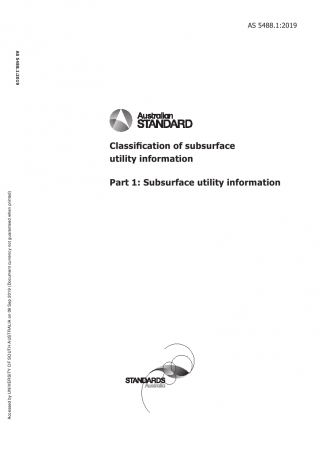 AS 5488.1:2019
AS 5488.1:2019
Australian
STANDARD
Classification of subsurface
utility information
Part 1: Subsurface utility information
Accessed by UNIVERSITY OF SOUTH AUSTRALIA on 06 Sep 2019 (Document currency not guaranteed when printed)
STANDARDS
Australia